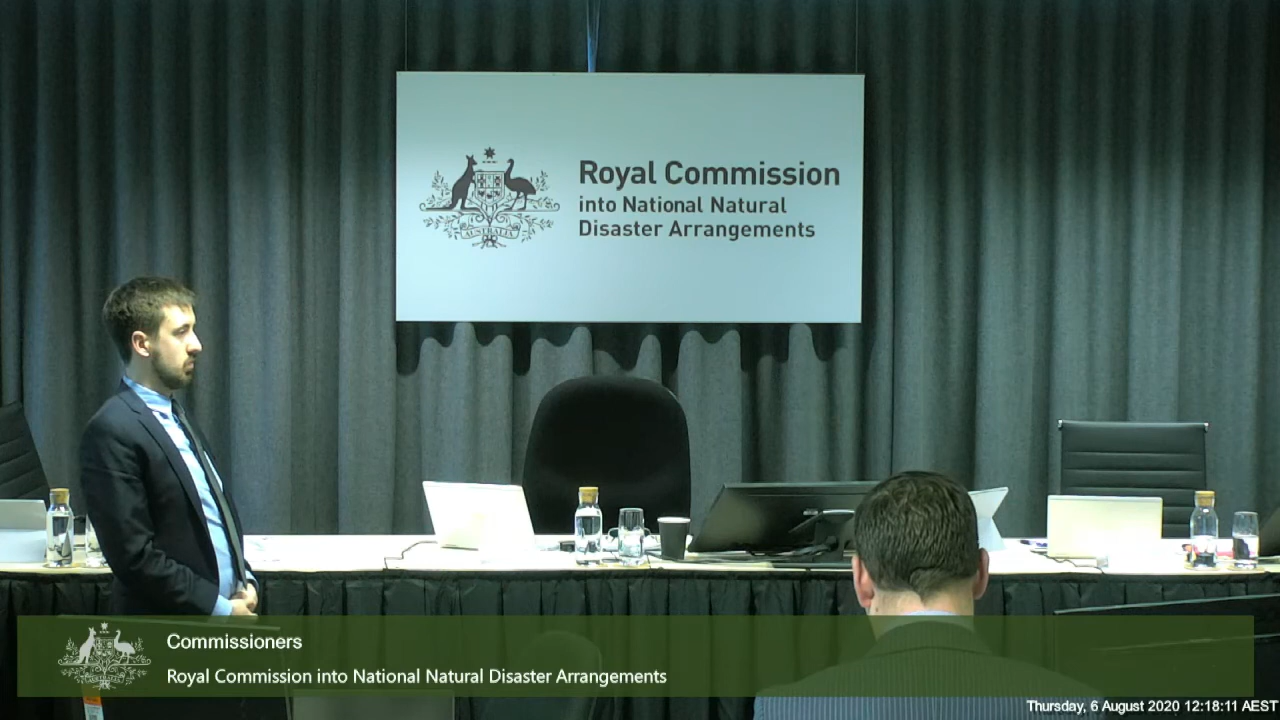 Royal Commission
into National Natural
Disaster Arrangements
AUSTRALIA
Commissioners
Royal Commission into National Natural Disaster Arrangements
Thursday, 6 August 2020 12:18:11 AEST